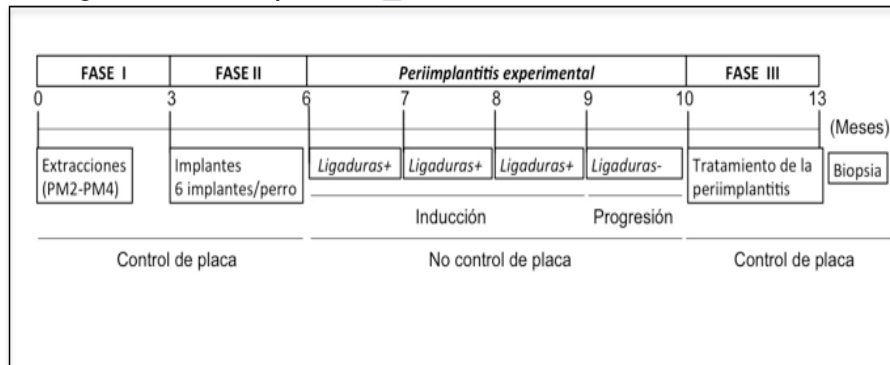 FASE I FASE II Periimplantitis experimental FASE III
0 3 6 7 8 9 10 13
(Meses)
Extracciones Implantes Ligaduras+ Ligaduras+ Ligaduras+ Ligaduras- Tratamiento de la Biopsia
(PM2-PM4) 6 implantes/perro periimplantitis
Inducción Progresión
Control de placa No control de placa Control de placa